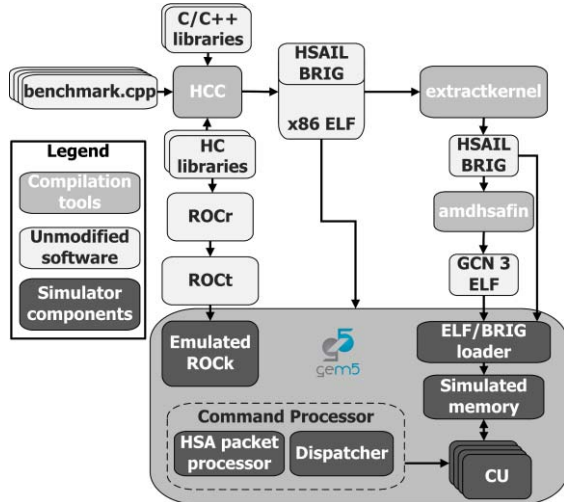 C/C++
libraries
benchmark.cpp
HCC
HSAIL
BRIG
x86 ELF
extractkernel
Legend
Compilation
tools
Unmodified
software
Simulator
components
HC
libraries
ROCr
ROCt
HSAIL
BRIG
amdhsafin
GCN 3
ELF
Emulated
ROCk
gem5
ELF/BRIG
loader
Simulated
memory
Command Processor
HSA packet
processor
Dispatcher
CU